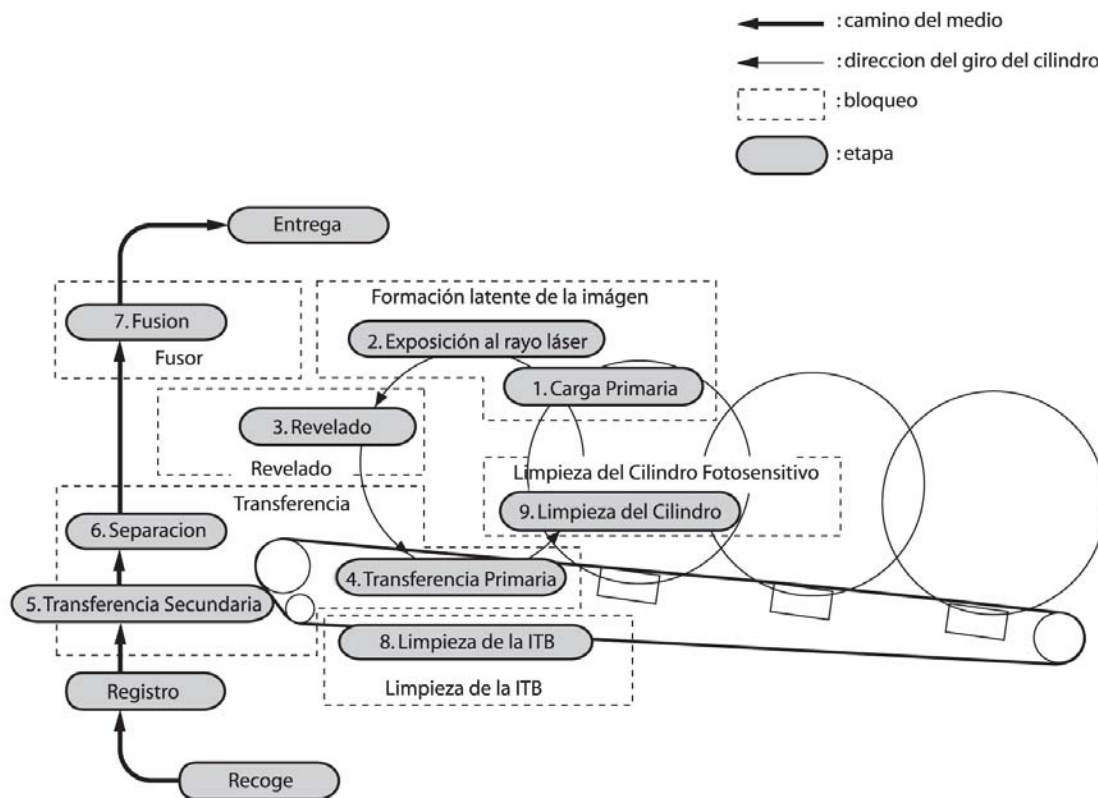 : camino del medio
: direccion del giro del cilindro
: bloqueo
: etapa
Entrega
Formación latente de la imágen
7. Fusion
2. Exposición al rayo láser
Fusor
1. Carga Primaria
3. Revelado
Revelado
Limpieza del Cilindro Fotosensitivo
Transferencia
9. Limpieza del Cilindro
6. Separacion
4. Transferencia Primaria
5. Transferencia Secundaria
8. Limpieza de la ITB
Limpieza de la ITB
Registro
Recoge